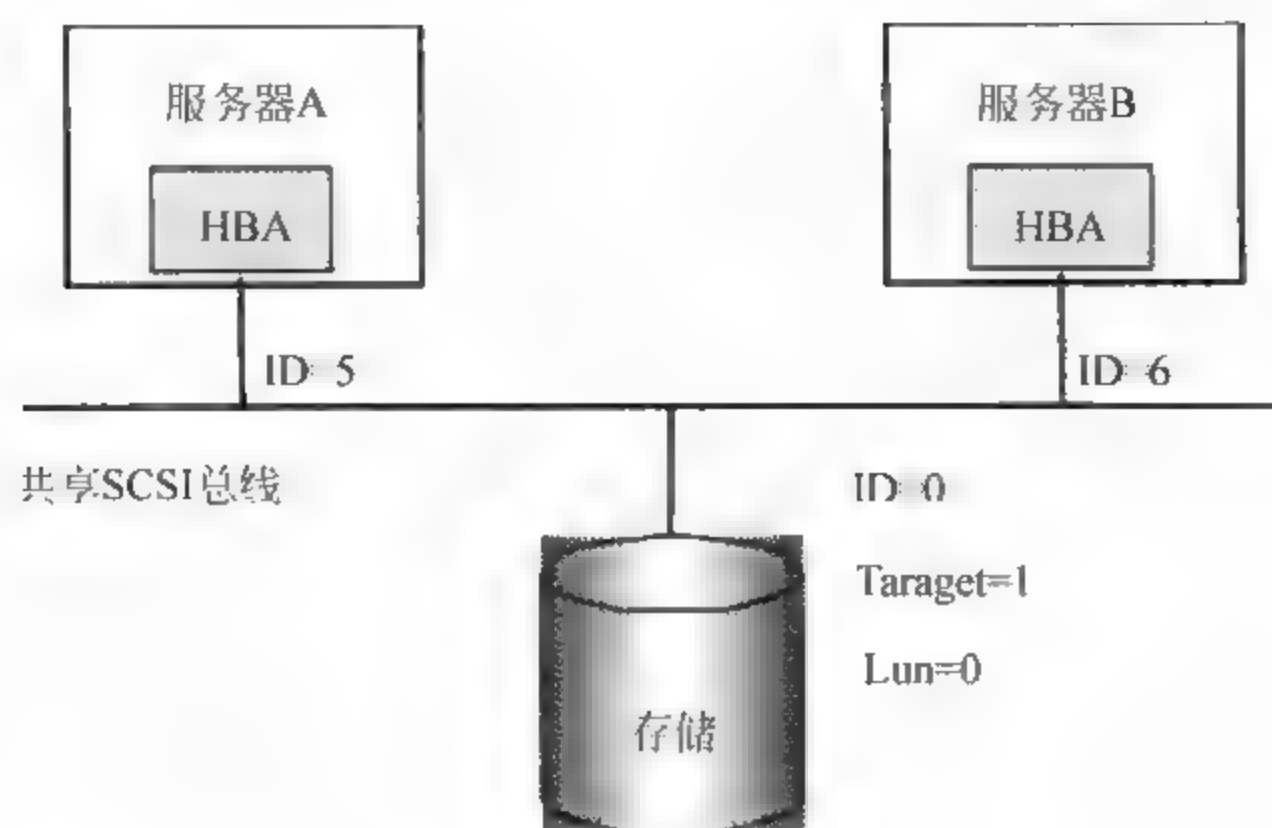 服务器A
服务器B
HBA
HBA
ID=5
ID=6
共享SCSI总线
ID=0
Taraget=1
Lun=0
存储